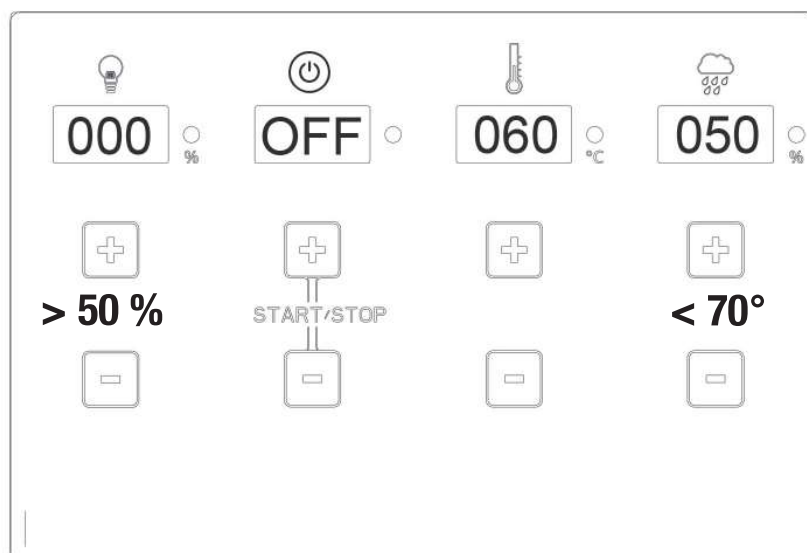 000 % OFF 060 °C 050 %
+ + + +
> 50 % START/STOP < 70°
- - - -